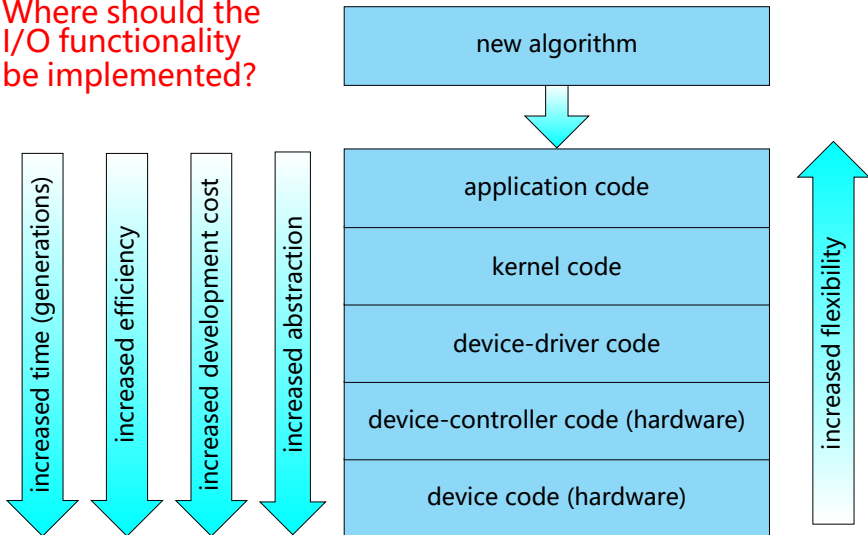 Where should the
I/O functionality
be implemented?
new algorithm
increased time (generations)
increased efficiency
increased development cost
increased abstraction
application code
kernel code
device-driver code
device-controller code (hardware)
device code (hardware)
increased flexibility